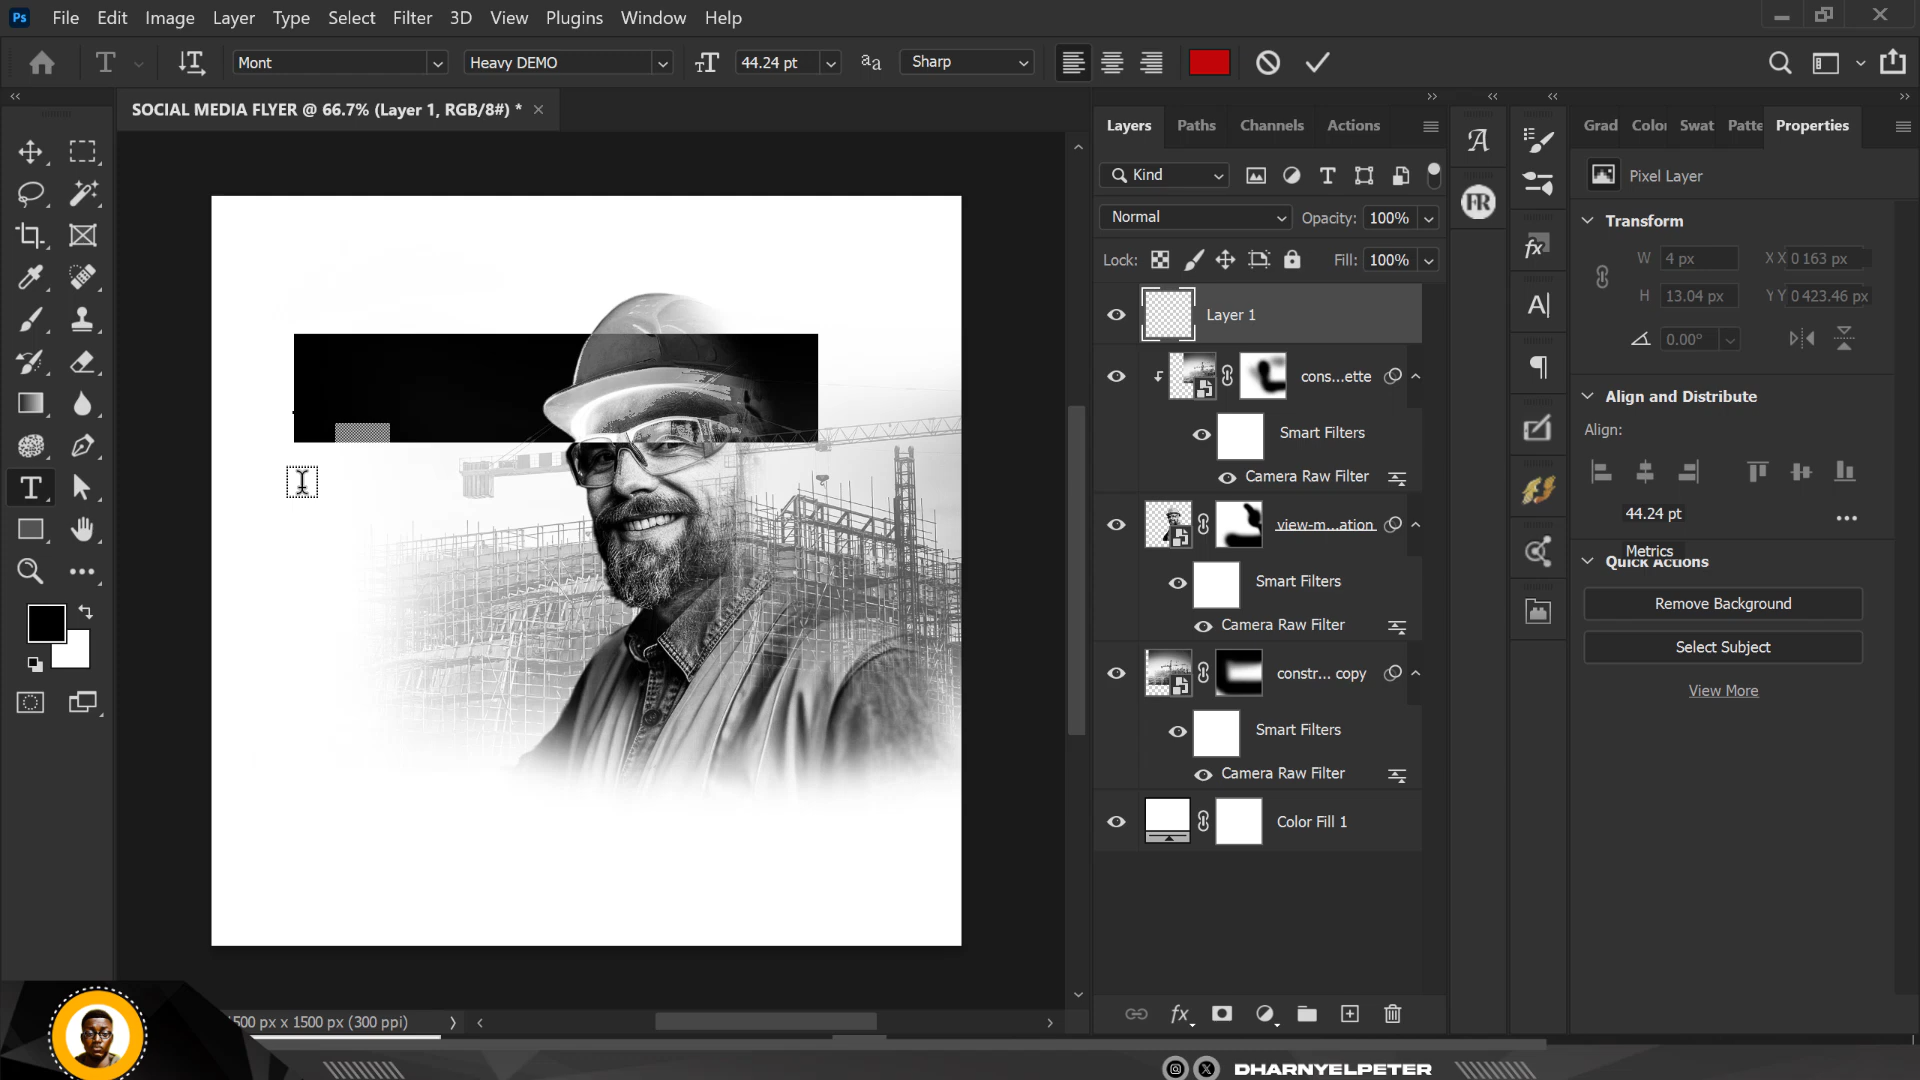 Ps File Edit Image Layer Type Select Filter 3D View Plugins Window Help
T Mont Heavy DEMO 44.24 pt aa Sharp
SOCIAL MEDIA FLYER @ 66.7% (Layer 1, RGB/8#) *
Layers Paths Channels Actions
Grad Color Swat Patte Properties
Kind
Pixel Layer
Normal Opacity: 100%
Transform
Lock: Fill: 100%
W 4 px X X 0 163 px
H 13.04 px Y Y 0 423.46 px
0.00°
Layer 1
cons...ette
Smart Filters
Camera Raw Filter
view-m...ation
Smart Filters
Camera Raw Filter
constr... copy
Smart Filters
Camera Raw Filter
Color Fill 1
Align and Distribute
Align:
44.24 pt
Metrics
Quick Actions
Remove Background
Select Subject
View More
1500 px x 1500 px (300 ppi)
DHARNYELPETER